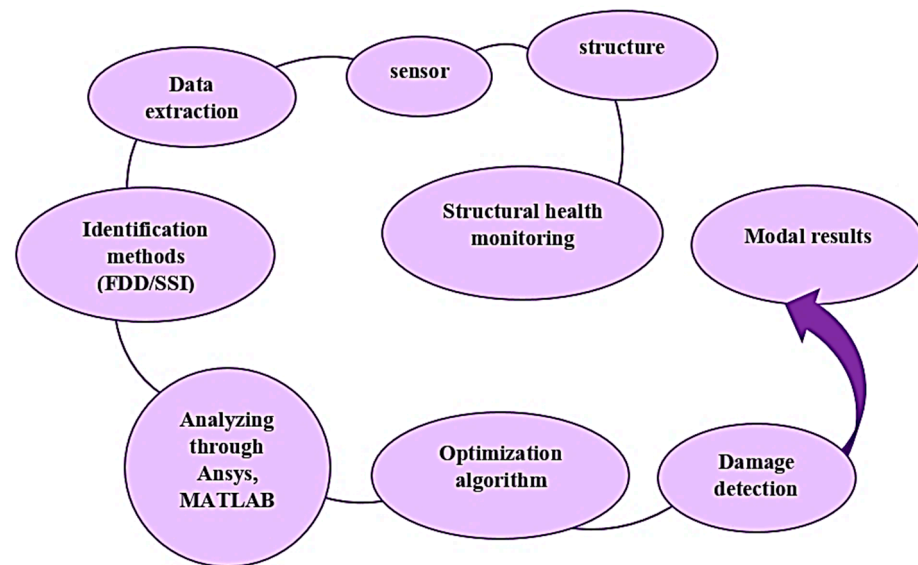 structure
sensor
Data
extraction
Structural health
monitoring
Identification
methods
(FDD/SSI)
Modal results
Analyzing
through
Ansys,
MATLAB
Optimization
algorithm
Damage
detection